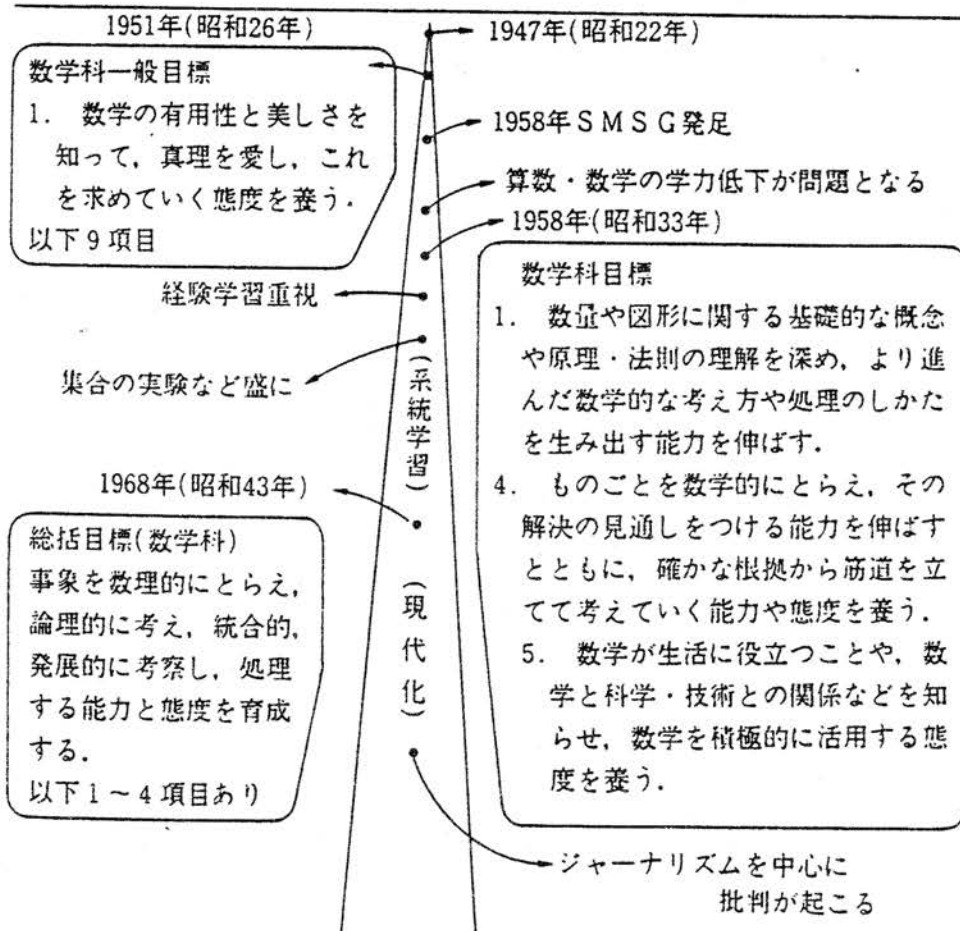 1951年(昭和26年)
1947年(昭和22年)
数学科一般目標
1. 数学の有用性と美しさを
知って，真理を愛し，これ
を求めていく態度を養う．
以下9項目
1958年SMSG発足
算数・数学の学力低下が問題となる
1958年(昭和33年)
経験学習重視
集合の実験など盛に
(系統学習)
数学科目標
1. 数量や図形に関する基礎的な概念
や原理・法則の理解を深め，より進
んだ数学的な考え方や処理のしかた
を生み出す能力を伸ばす．
4. ものごとを数学的にとらえ，その
解決の見通しをつける能力を伸ばす
とともに，確かな根拠から筋道を立
てて考えていく能力や態度を養う．
5. 数学が生活に役立つことや，数
学と科学・技術との関係などを知
らせ，数学を積極的に活用する態
度を養う．
1968年(昭和43年)
総括目標(数学科)
事象を数理的にとらえ，
論理的に考え，統合的，
発展的に考察し，処理
する能力と態度を育成
する．
以下1～4項目あり
(現代化)
ジャーナリズムを中心に
批判が起こる